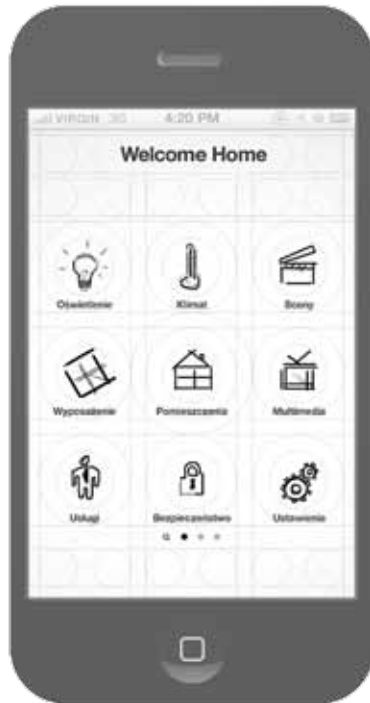 VIRGIN 3G 4:20 PM
Welcome Home
Oświetlenie Klimat Sceny
Wyposażenie Pomieszczenia Multimedia
Usługi Bezpieczeństwo Ustawienia